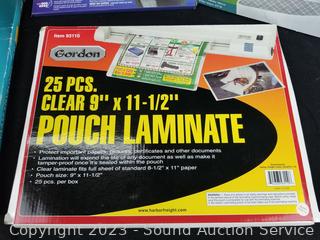 Item 93110
Gordon
25 PCS.
CLEAR 9" x 11-1/2"
POUCH LAMINATE
• Protect important papers, pictures, certificates and other documents
• Lamination will extend the life of any document as well as make it
tamper-proof once it's sealed within the pouch
• Clear laminate fits full sheet of standard 8-1/2" x 11" paper
• Pouch size: 9" x 11-1/2"
• 25 pcs. per box
www.harborfreight.com
Copyright 2023 - Sound Auction Service